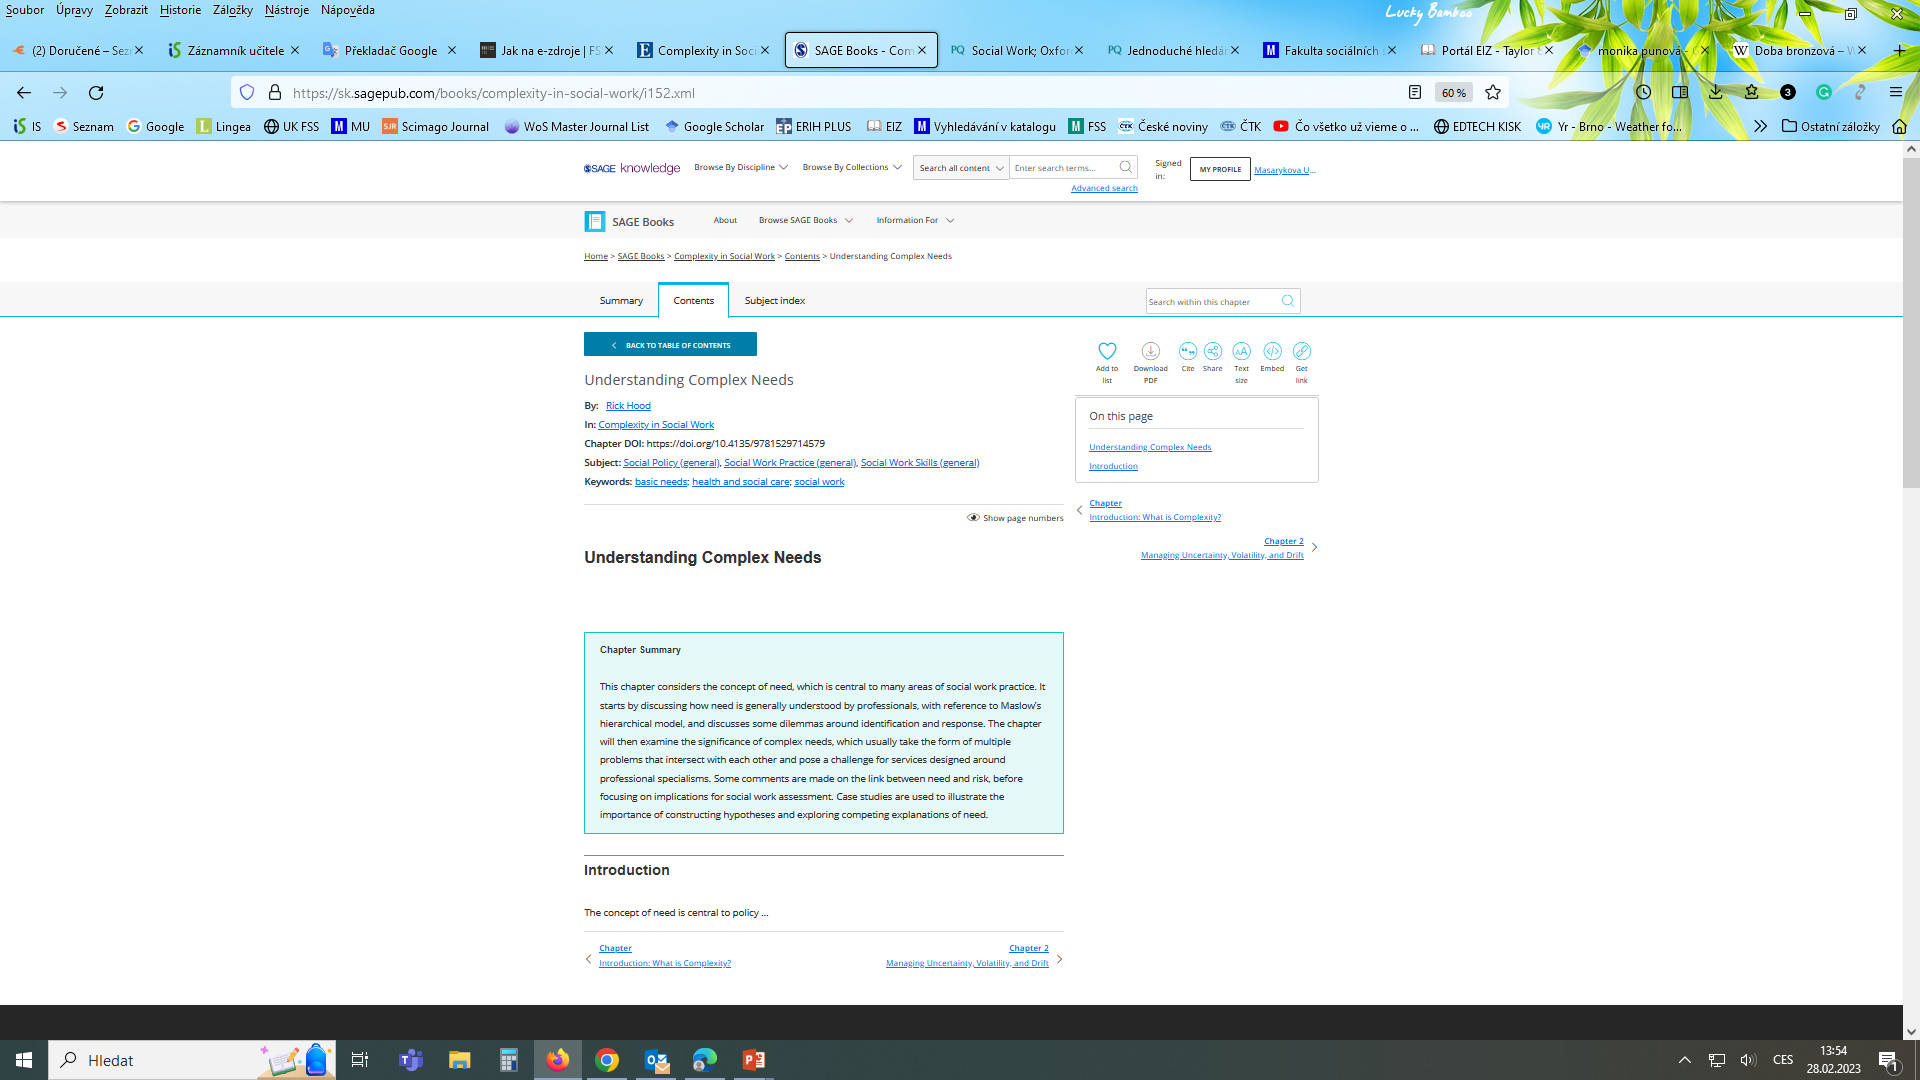 Soubor Úpravy Zobrazit Historie Záložky Nástroje Nápověda
Lucky Bamboo
(2) Doručené – Sez
Záznamník učitele
Překladač Google
Jak na e-zdroje | FS
Complexity in Soci
SAGE Books - Com
Social Work; Oxfor
Jednoduché hledán
Fakulta sociálních s
Portál EIZ - Taylor &
monika punová - G
Doba bronzová – W
https://sk.sagepub.com/books/complexity-in-social-work/i152.xml
60 %
3
IS Seznam Google Lingea UK FSS MU Scimago Journal WoS Master Journal List Google Scholar ERIH PLUS EIZ Vyhledávání v katalogu FSS České noviny ČTK Čo všetko už vieme o ... EDTECH KISK Yr - Brno - Weather fo... Ostatní záložky
SAGE knowledge Browse By Discipline Browse By Collections Search all content Enter search terms...
Advanced search
Signed in:
MY PROFILE
Masarykova U...
SAGE Books About Browse SAGE Books Information For
Home > SAGE Books > Complexity in Social Work > Contents > Understanding Complex Needs
Summary Contents Subject index
Search within this chapter
BACK TO TABLE OF CONTENTS
Understanding Complex Needs
By: Rick Hood
In: Complexity in Social Work
Chapter DOI: https://doi.org/10.4135/9781529714579
Subject: Social Policy (general), Social Work Practice (general), Social Work Skills (general)
Keywords: basic needs; health and social care; social work
Show page numbers
Add to list
Download PDF
Cite
Share
Text size
Embed
Get link
On this page
Understanding Complex Needs
Introduction
Chapter
Introduction: What is Complexity?
Chapter 2
Managing Uncertainty, Volatility, and Drift
Understanding Complex Needs
Chapter Summary
This chapter considers the concept of need, which is central to many areas of social work practice. It
starts by discussing how need is generally understood by professionals, with reference to Maslow's
hierarchical model, and discusses some dilemmas around identification and response. The chapter
will then examine the significance of complex needs, which usually take the form of multiple
problems that intersect with each other and pose a challenge for services designed around
professional specialisms. Some comments are made on the link between need and risk, before
focusing on implications for social work assessment. Case studies are used to illustrate the
importance of constructing hypotheses and exploring competing explanations of need.
Introduction
The concept of need is central to policy ...
Chapter
Introduction: What is Complexity?
Chapter 2
Managing Uncertainty, Volatility, and Drift
Hledat
CES
13:54
28.02.2023
1